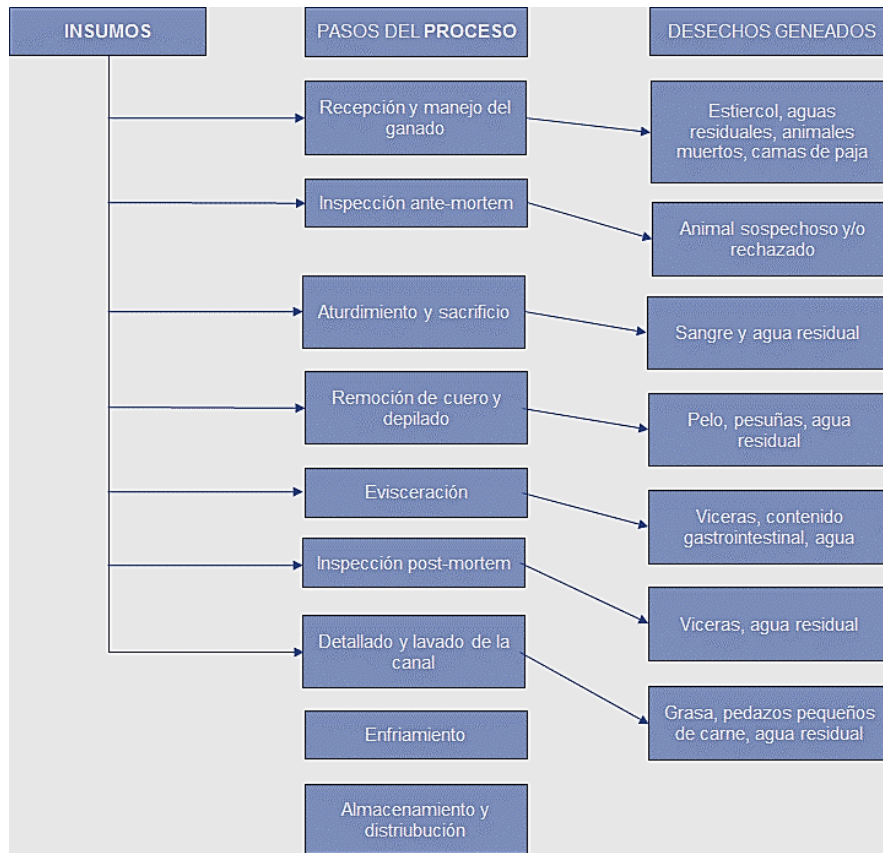 INSUMOS
PASOS DEL PROCESO
DESECHOS GENEADOS
Recepción y manejo del
ganado
Estiercol, aguas
residuales, animales
muertos, camas de paja
Inspección ante-mortem
Animal sospechoso y/o
rechazado
Aturdimiento y sacrificio
Sangre y agua residual
Remoción de cuero y
depilado
Pelo, pesuñas, agua
residual
Evisceración
Viceras, contenido
gastrointestinal, agua
Inspección post-mortem
Viceras, agua residual
Detallado y lavado de la
canal
Grasa, pedazos pequeños
de carne, agua residual
Enfriamiento
Almacenamiento y
distriubución